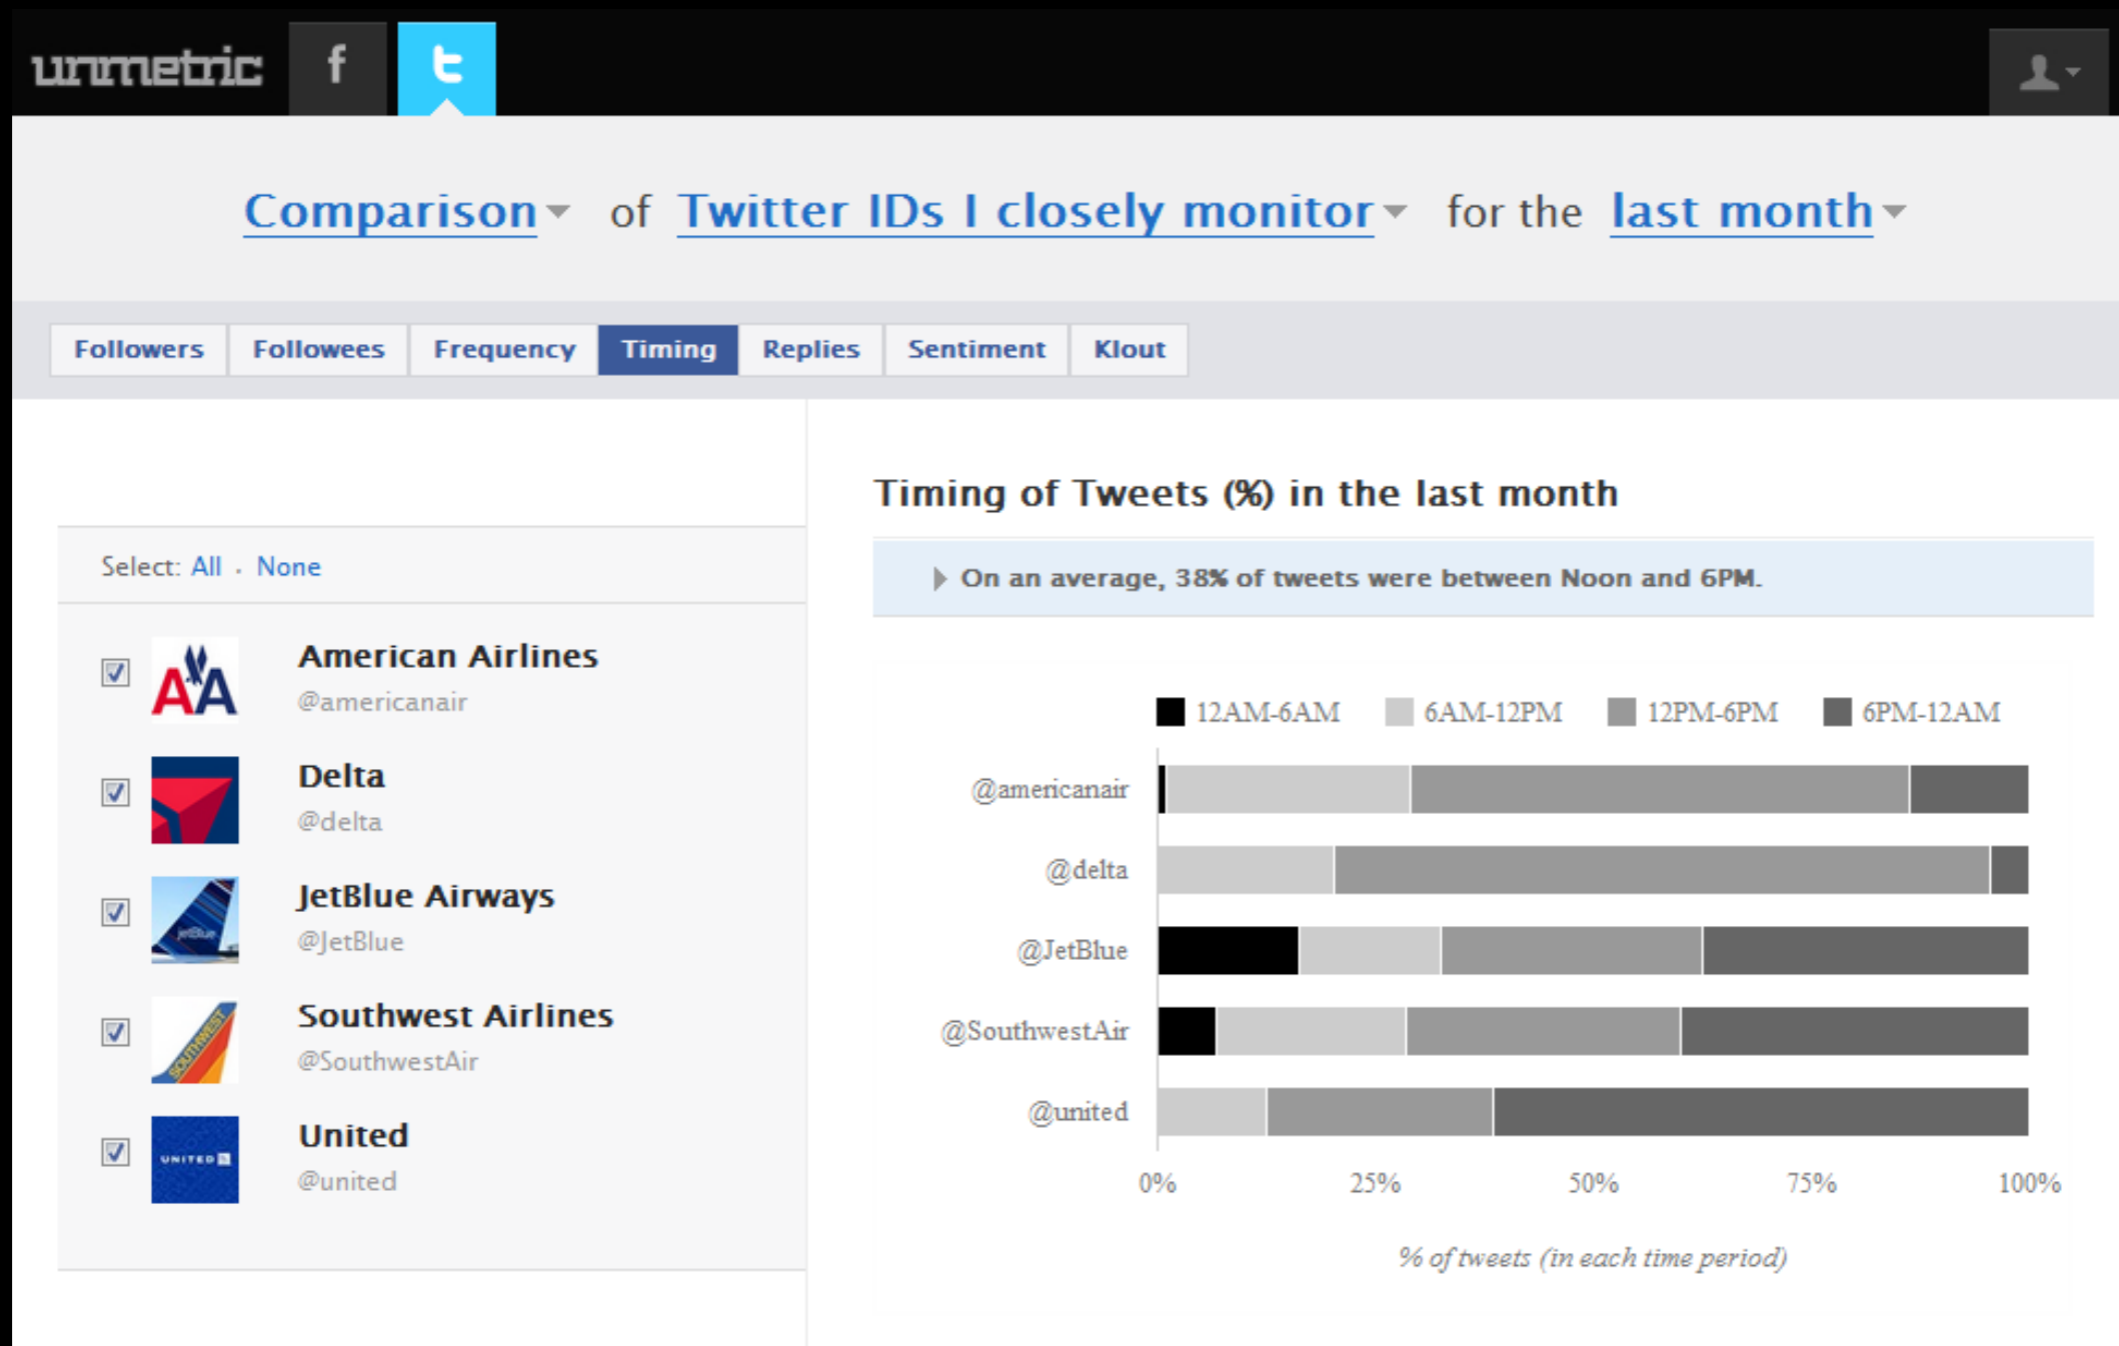 unmetric f t
Comparison of Twitter IDs I closely monitor for the last month
Followers Followees Frequency Timing Replies Sentiment Klout
Timing of Tweets (%) in the last month
Select: All . None
On an average, 38% of tweets were between Noon and 6PM.
AA American Airlines
@americanair
Delta
@delta
jetBlue JetBlue Airways
@JetBlue
SOUTHWEST Southwest Airlines
@SouthwestAir
UNITED United
@united
12AM-6AM 6AM-12PM 12PM-6PM 6PM-12AM
@americanair
@delta
@JetBlue
@SouthwestAir
@united
0% 25% 50% 75% 100%
% of tweets (in each time period)